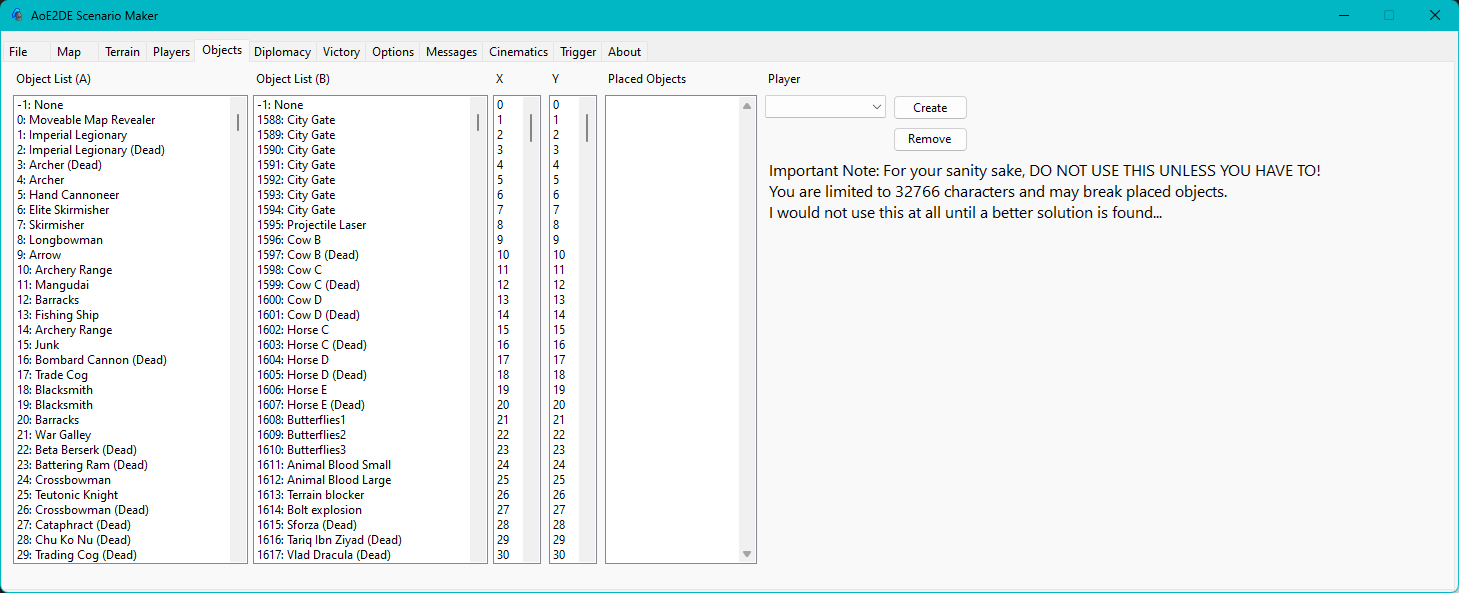 AoE2DE Scenario Maker
File Map Terrain Players Objects Diplomacy Victory Options Messages Cinematics Trigger About
Object List (A) Object List (B) X Y Placed Objects Player
-1: None
0: Moveable Map Revealer
1: Imperial Legionary
2: Imperial Legionary (Dead)
3: Archer (Dead)
4: Archer
5: Hand Cannoneer
6: Elite Skirmisher
7: Skirmisher
8: Longbowman
9: Arrow
10: Archery Range
11: Mangudai
12: Barracks
13: Fishing Ship
14: Archery Range
15: Junk
16: Bombard Cannon (Dead)
17: Trade Cog
18: Blacksmith
19: Blacksmith
20: Barracks
21: War Galley
22: Beta Berserk (Dead)
23: Battering Ram (Dead)
24: Crossbowman
25: Teutonic Knight
26: Crossbowman (Dead)
27: Cataphract (Dead)
28: Chu Ko Nu (Dead)
29: Trading Cog (Dead)
-1: None
1588: City Gate
1589: City Gate
1590: City Gate
1591: City Gate
1592: City Gate
1593: City Gate
1594: City Gate
1595: Projectile Laser
1596: Cow B
1597: Cow B (Dead)
1598: Cow C
1599: Cow C (Dead)
1600: Cow D
1601: Cow D (Dead)
1602: Horse C
1603: Horse C (Dead)
1604: Horse D
1605: Horse D (Dead)
1606: Horse E
1607: Horse E (Dead)
1608: Butterflies1
1609: Butterflies2
1610: Butterflies3
1611: Animal Blood Small
1612: Animal Blood Large
1613: Terrain blocker
1614: Bolt explosion
1615: Sforza (Dead)
1616: Tariq Ibn Ziyad (Dead)
1617: Vlad Dracula (Dead)
0
1
2
3
4
5
6
7
8
9
10
11
12
13
14
15
16
17
18
19
20
21
22
23
24
25
26
27
28
29
30
0
1
2
3
4
5
6
7
8
9
10
11
12
13
14
15
16
17
18
19
20
21
22
23
24
25
26
27
28
29
30
Create
Remove
Important Note: For your sanity sake, DO NOT USE THIS UNLESS YOU HAVE TO!
You are limited to 32766 characters and may break placed objects.
I would not use this at all until a better solution is found...